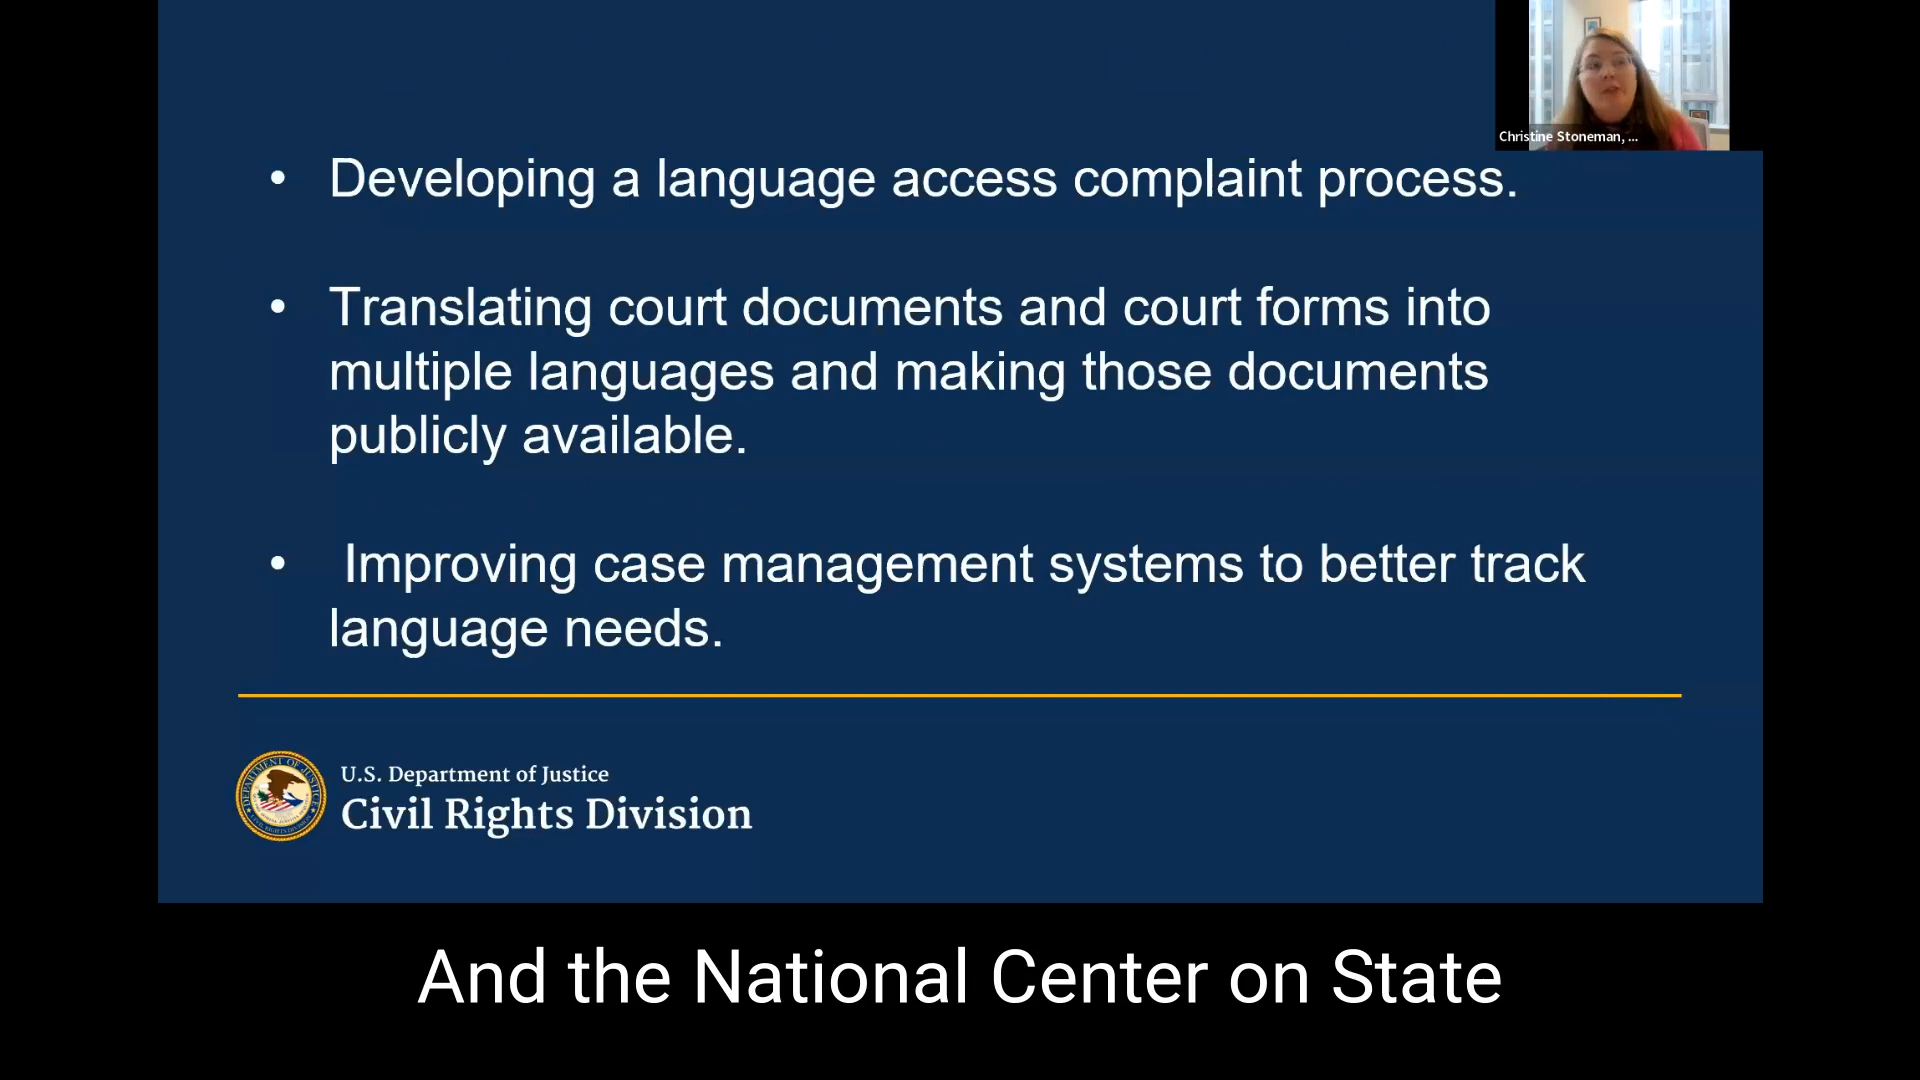 Christine Stoneman, ...
• Developing a language access complaint process.
• Translating court documents and court forms into
multiple languages and making those documents
publicly available.
• Improving case management systems to better track
language needs.
U.S. Department of Justice
Civil Rights Division
And the National Center on State